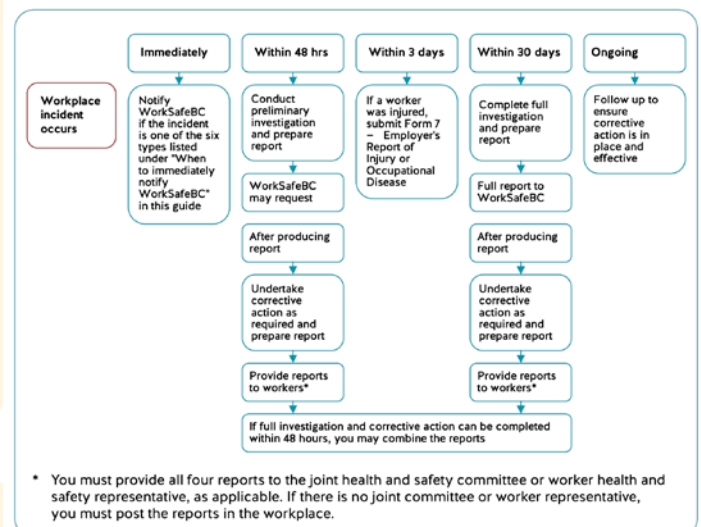 Immediately
Within 48 hrs
Within 3 days
Within 30 days
Ongoing
Workplace
incident
occurs
Notify
WorkSafeBC
if the incident
is one of the six
types listed
under "When
to immediately
notify
WorkSafeBC"
in this guide
Conduct
preliminary
investigation
and prepare
report
WorkSafeBC
may request
After producing
report
Undertake
corrective
action as
required and
prepare report
Provide reports
to workers*
If a worker
was injured,
submit Form 7
– Employer's
Report of
Injury or
Occupational
Disease
Complete full
investigation
and prepare
report
Full report to
WorkSafeBC
After producing
report
Undertake
corrective
action as
required and
prepare report
Provide reports
to workers*
Follow up to
ensure
corrective
action is in
place and
effective
If full investigation and corrective action can be completed
within 48 hours, you may combine the reports
* You must provide all four reports to the joint health and safety committee or worker health and
safety representative, as applicable. If there is no joint committee or worker representative,
you must post the reports in the workplace.